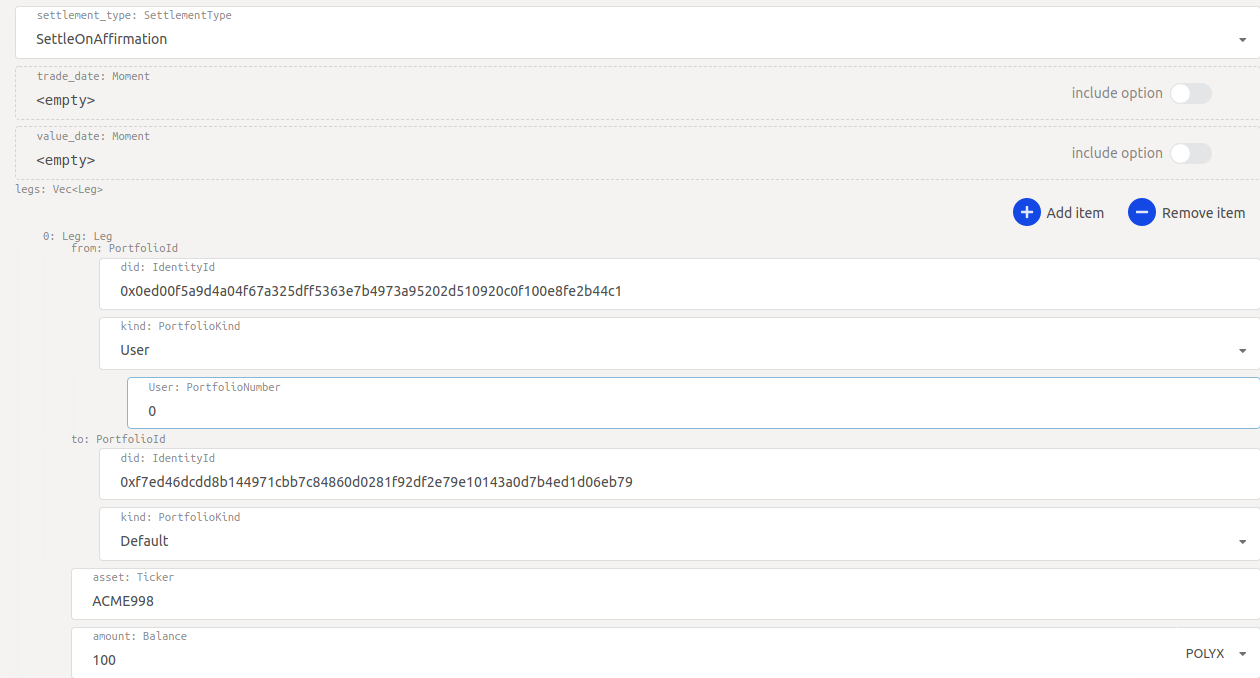 settlement_type: SettlementType
SettleOnAffirmation
trade_date: Moment
<empty>
include option
value_date: Moment
<empty>
include option
legs: Vec<Leg>
Add item
Remove item
0: Leg: Leg
from: PortfolioId
did: IdentityId
0x0ed00f5a9d4a04f67a325dff5363e7b4973a95202d510920c0f100e8fe2b44c1
kind: PortfolioKind
User
User: PortfolioNumber
0
to: PortfolioId
did: IdentityId
0xf7ed46dcdd8b144971cbb7c84860d0281f92df2e79e10143a0d7b4ed1d06eb79
kind: PortfolioKind
Default
asset: Ticker
ACME998
amount: Balance
100
POLYX